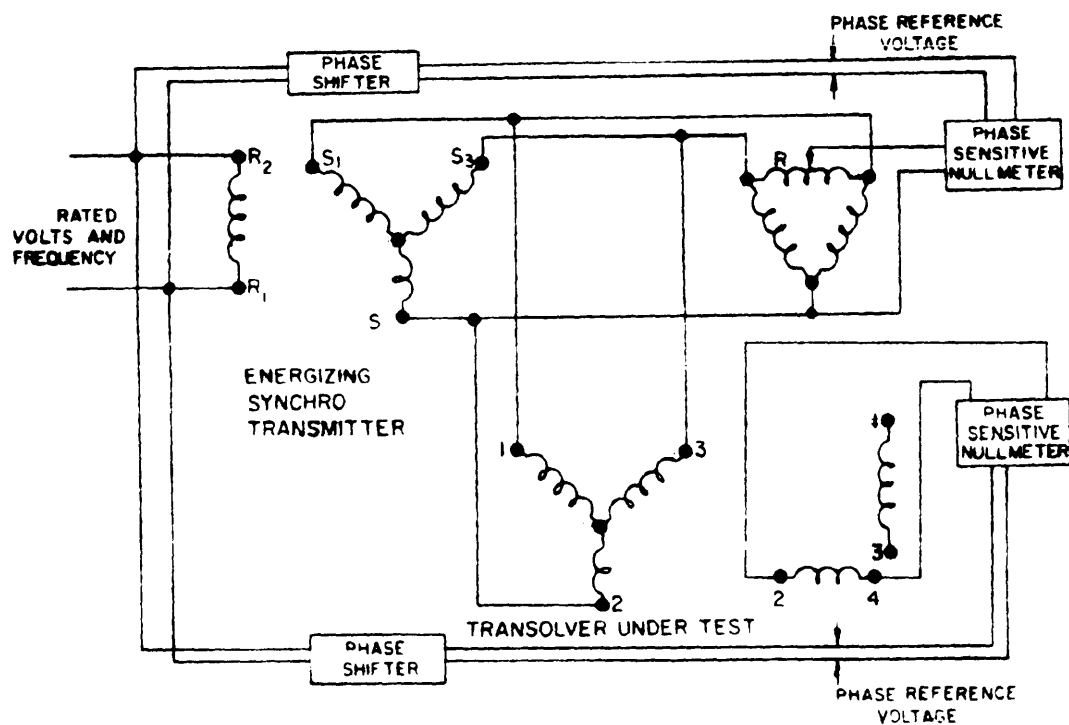 PHASE REFERENCE
VOLTAGE
PHASE
SHIFTER
PHASE
SENSITIVE
NULLMETER
R2
S1
S3
R
RATED
VOLTS AND
FREQUENCY
R1
S
ENERGIZING
SYNCHRO
TRANSMITTER
1
3
PHASE
SENSITIVE
NULLMETER
3
2
4
2
TRANSOLVER UNDER TEST
PHASE
SHIFTER
PHASE REFERENCE
VOLTAGE